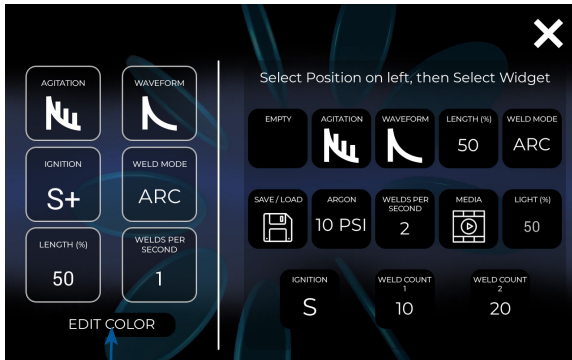 Select Position on left, then Select Widget
AGITATION
WAVEFORM
IGNITION
S+
WELD MODE
ARC
LENGTH (%)
50
WELDS PER
SECOND
1
EDIT COLOR
EMPTY
AGITATION
WAVEFORM
LENGTH (%)
50
WELD MODE
ARC
SAVE / LOAD
ARGON
10 PSI
WELDS PER
SECOND
2
MEDIA
LIGHT (%)
50
IGNITION
S
WELD COUNT
1
10
WELD COUNT
2
20